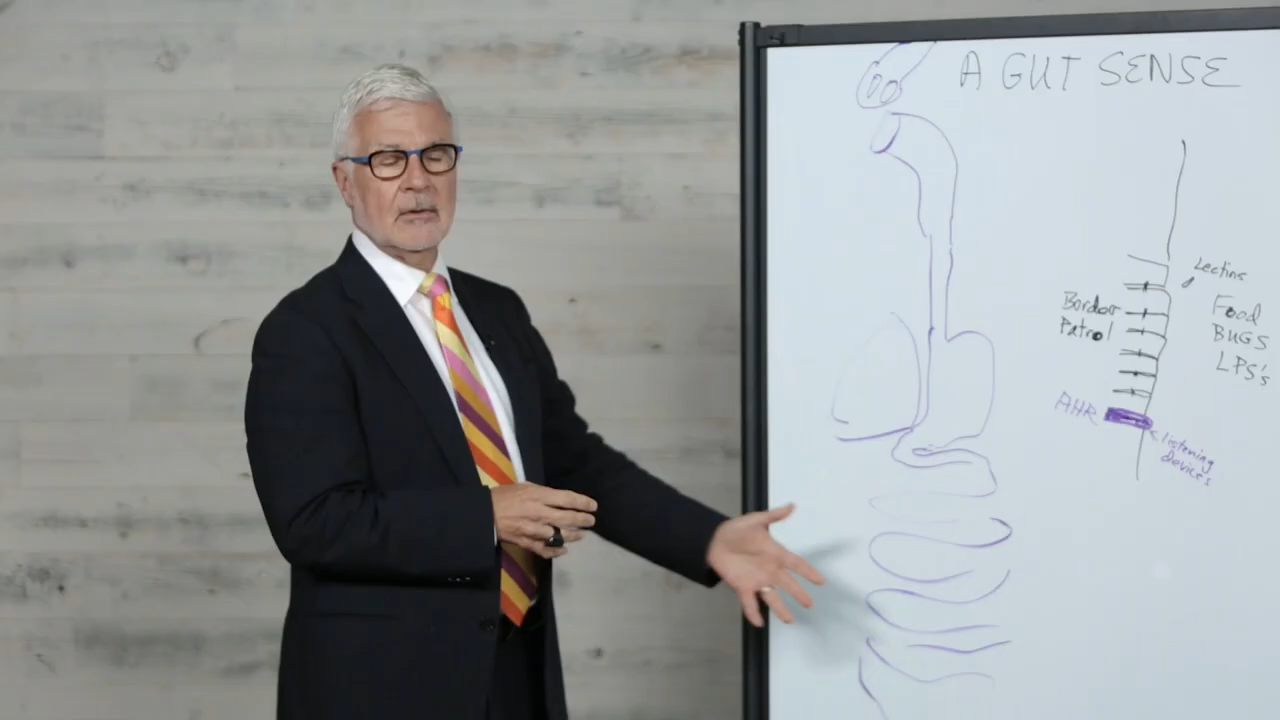 A GUT SENSE
Lectins
Border
Patrol
Food
BUGS
LPS's
AHR
listening
devices